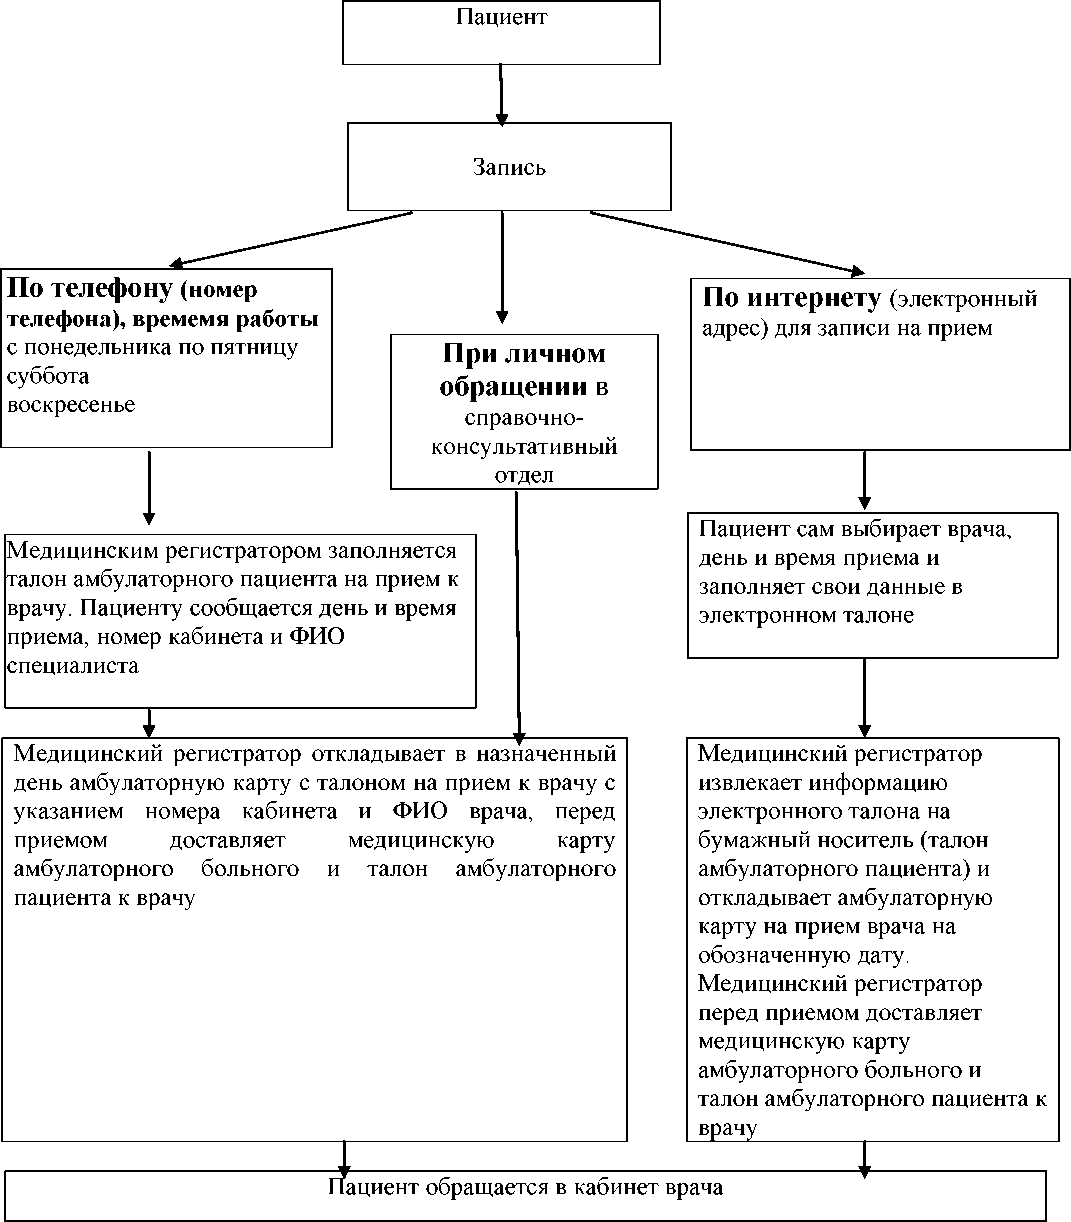 Пациент
Запись
По телефону (номер
телефона), времемя работы
с понедельника по пятницу
суббота
воскресенье
При личном
обращении в
справочно-
консультативный
отдел
По интернету (электронный
адрес) для записи на прием
Медицинским регистратором заполняется
талон амбулаторного пациента на прием к
врачу. Пациенту сообщается день и время
приема, номер кабинета и ФИО
специалиста
Пациент сам выбирает врача,
день и время приема и
заполняет свои данные в
электронном талоне
Медицинский регистратор откладывает в назначенный
день амбулаторную карту с талоном на прием к врачу с
указанием номера кабинета и ФИО врача, перед
приемом доставляет медицинскую карту
амбулаторного больного и талон амбулаторного
пациента к врачу
Медицинский регистратор
извлекает информацию
электронного талона на
бумажный носитель (талон
амбулаторного пациента) и
откладывает амбулаторную
карту на прием врача на
обозначенную дату.
Медицинский регистратор
перед приемом доставляет
медицинскую карту
амбулаторного больного и
талон амбулаторного пациента к
врачу
Пациент обращается в кабинет врача